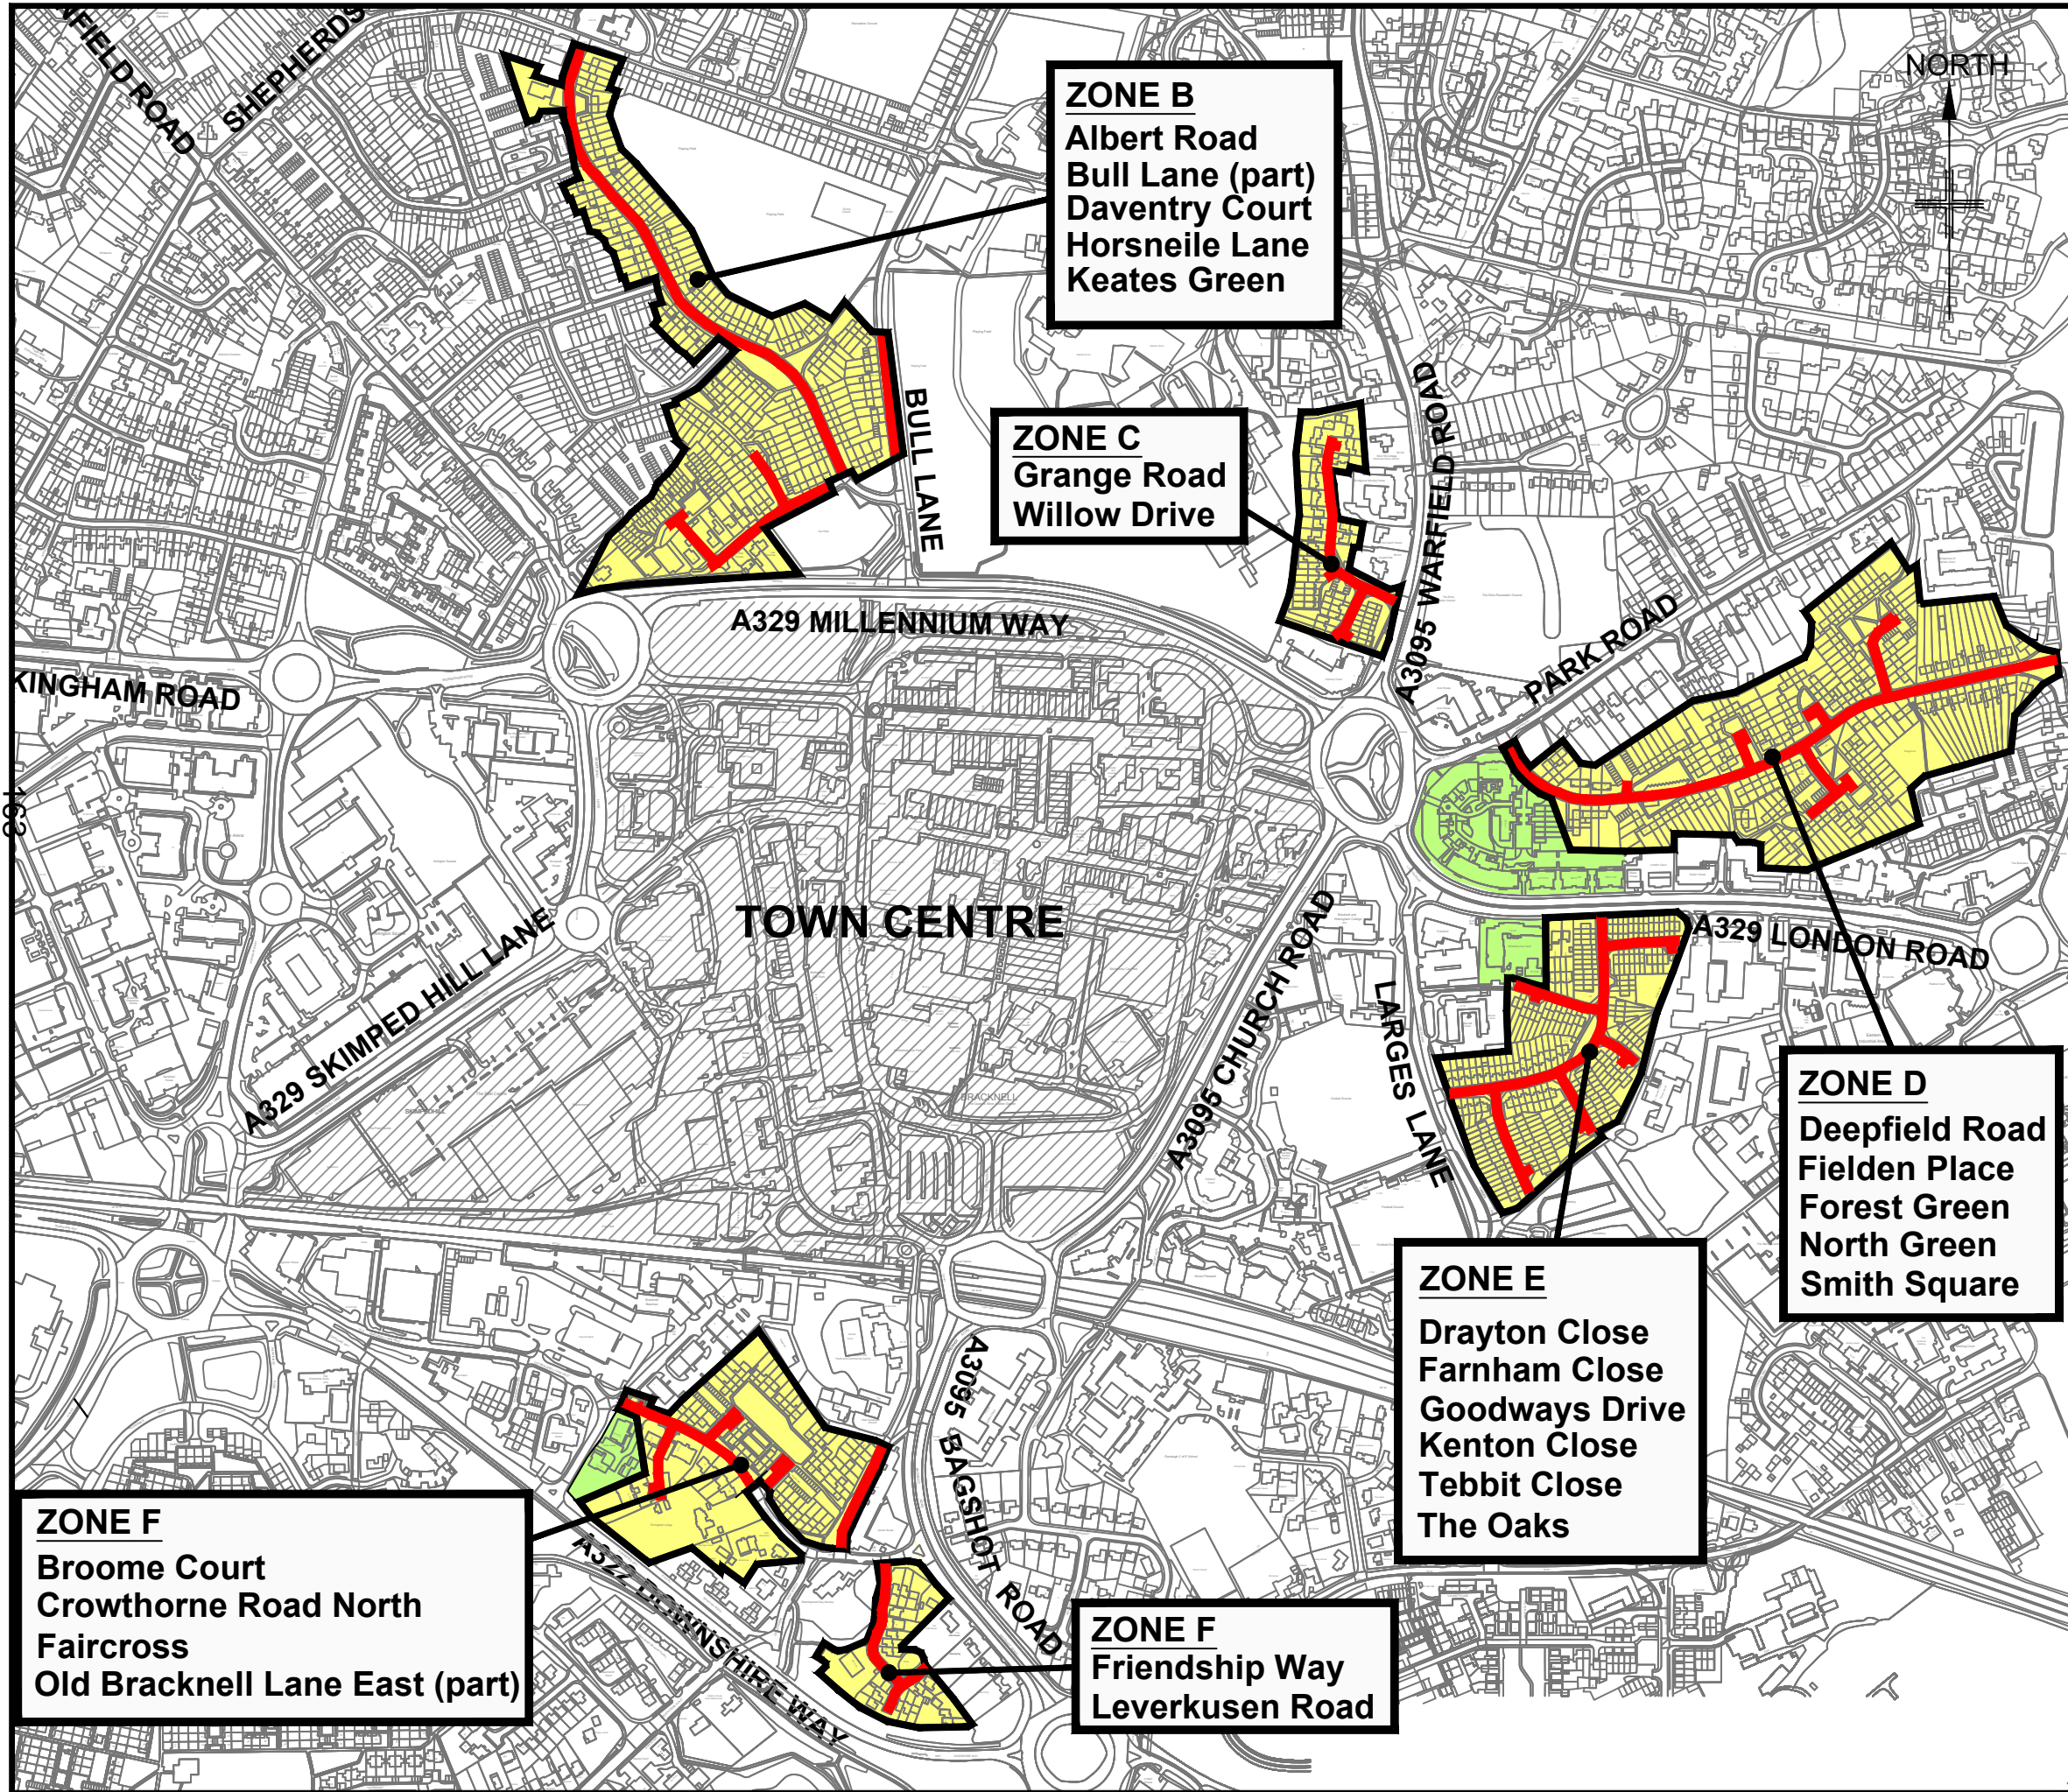 NFIELD ROAD
SHEPHERDS
NORTH
ZONE B
Albert Road
Bull Lane (part)
Daventry Court
Horsneile Lane
Keates Green
BULL LANE
ZONE C
Grange Road
Willow Drive
A3095 WARFIELD ROAD
A329 MILLENNIUM WAY
PARK ROAD
KINGHAM ROAD
163
TOWN CENTRE
A329 SKIMPED HILL LANE
A3095 CHURCH ROAD
LARGES LANE
A329 LONDON ROAD
BRACKNELL
ZONE D
Deepfield Road
Fielden Place
Forest Green
North Green
Smith Square
ZONE E
Drayton Close
Farnham Close
Goodways Drive
Kenton Close
Tebbit Close
The Oaks
A3095 BAGSHOT ROAD
ZONE F
Broome Court
Crowthorne Road North
Faircross
Old Bracknell Lane East (part)
A322 DOWNSHIRE WAY
ZONE F
Friendship Way
Leverkusen Road